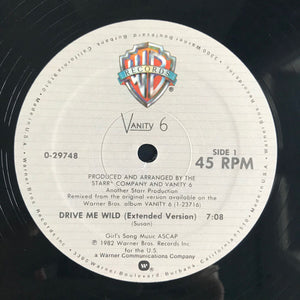 WARNER BROS. RECORDS
VANITY 6
0-29748
SIDE 1
45 RPM
PRODUCED AND ARRANGED BY THE
STARR★ COMPANY AND VANITY 6
Another Starr Production
Remixed from the original version available on the
Warner Bros. album VANITY 6 (1-23716)
DRIVE ME WILD (Extended Version) 7:08
(Susan)
Girl's Song Music ASCAP
℗ 1982 Warner Bros. Records Inc.
for the U.S.
a Warner Communications Company